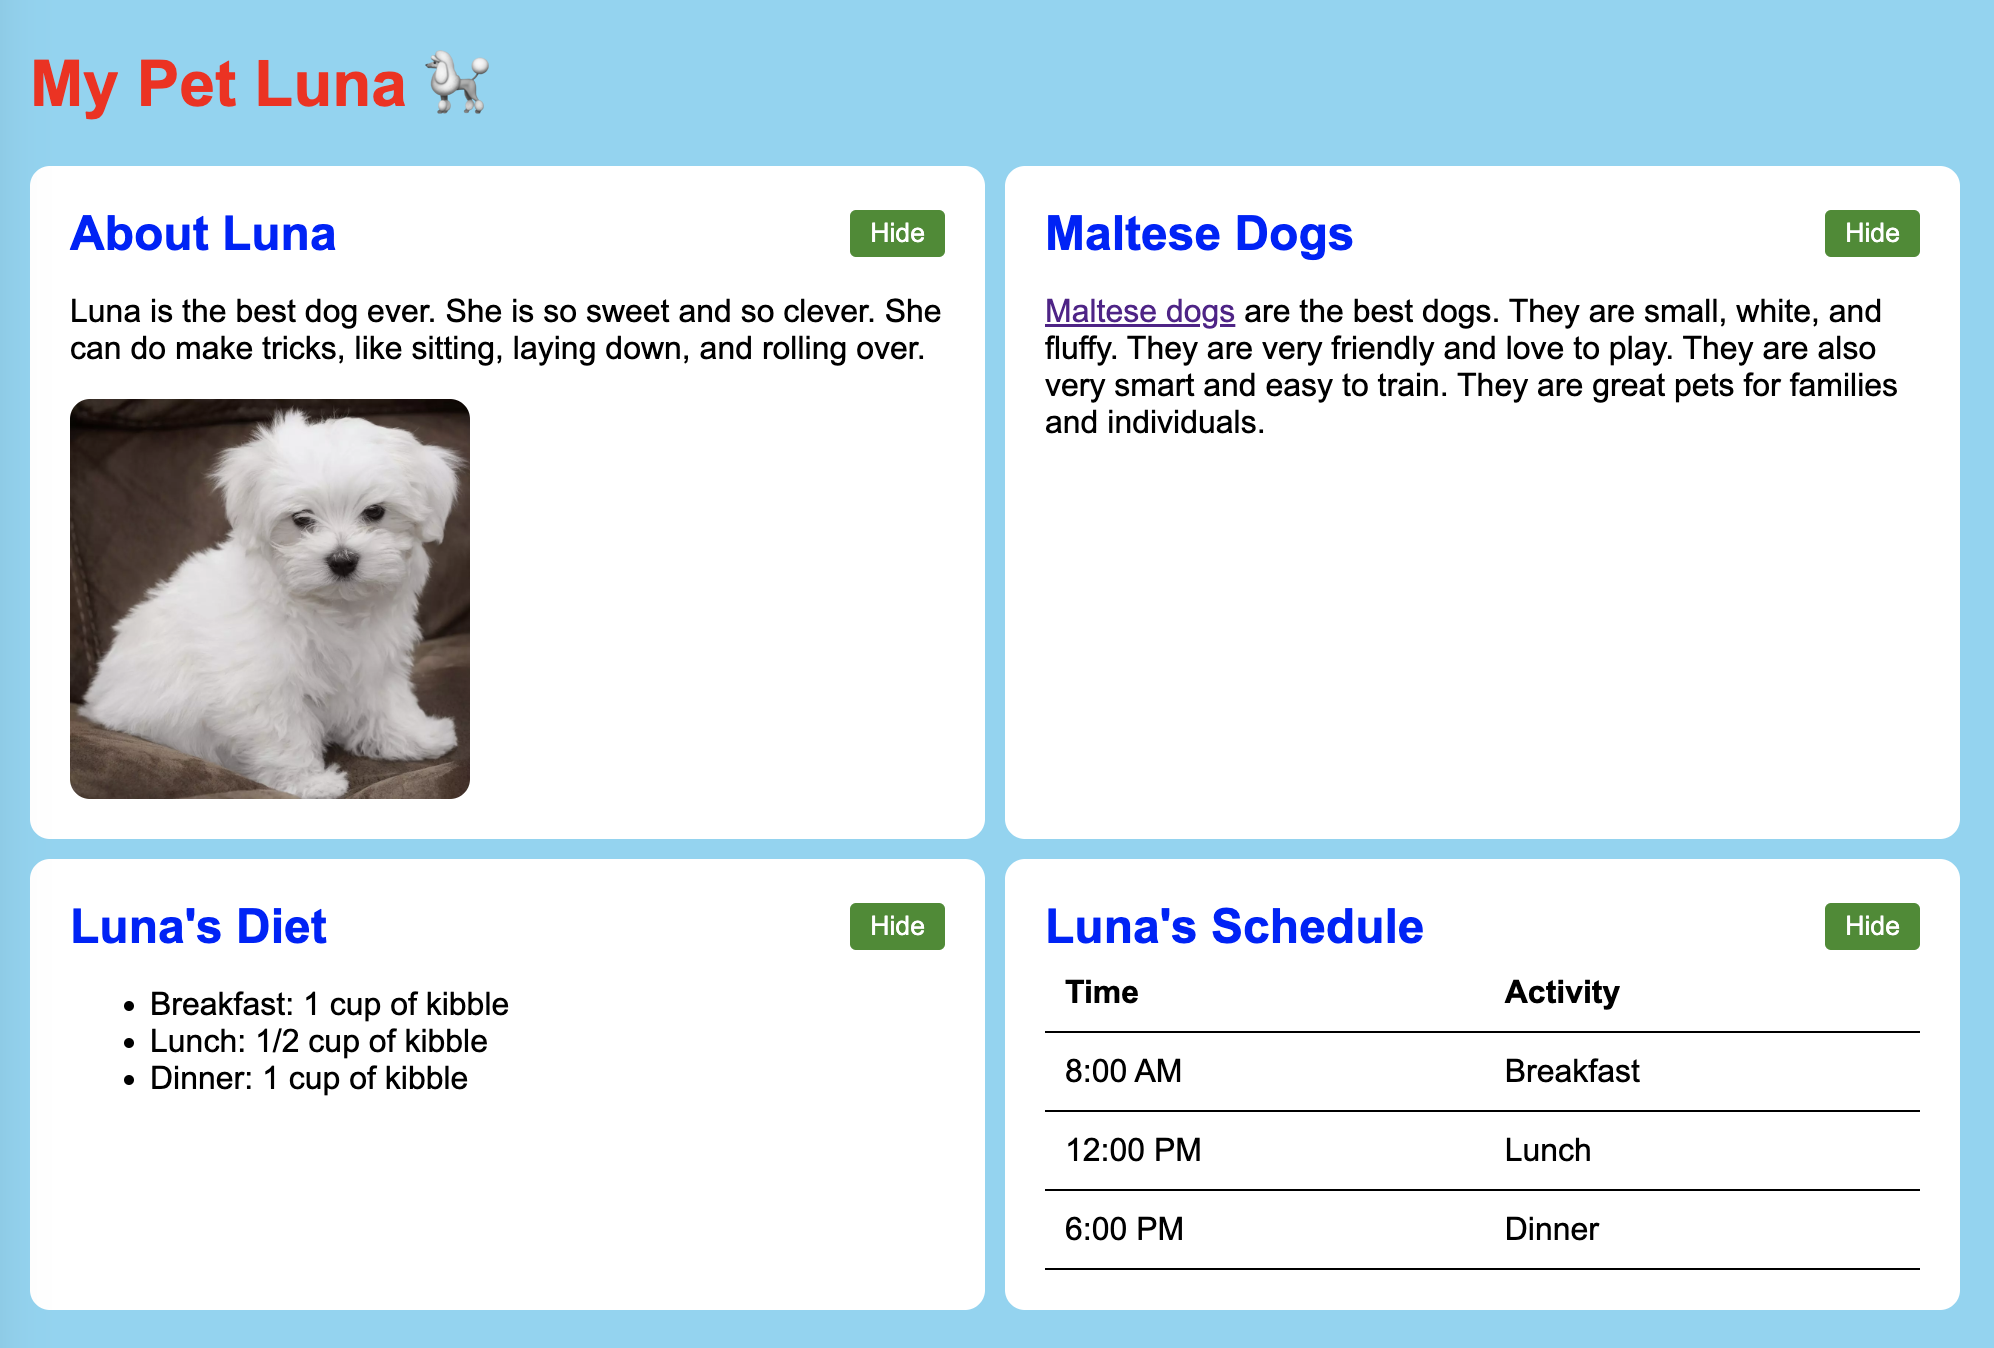 My Pet Luna 🐩
About Luna
Hide
Luna is the best dog ever. She is so sweet and so clever. She
can do make tricks, like sitting, laying down, and rolling over.
Maltese Dogs
Hide
Maltese dogs are the best dogs. They are small, white, and
fluffy. They are very friendly and love to play. They are also
very smart and easy to train. They are great pets for families
and individuals.
Luna's Diet
Hide
• Breakfast: 1 cup of kibble
• Lunch: 1/2 cup of kibble
• Dinner: 1 cup of kibble
Luna's Schedule
Hide
Time Activity
8:00 AM Breakfast
12:00 PM Lunch
6:00 PM Dinner